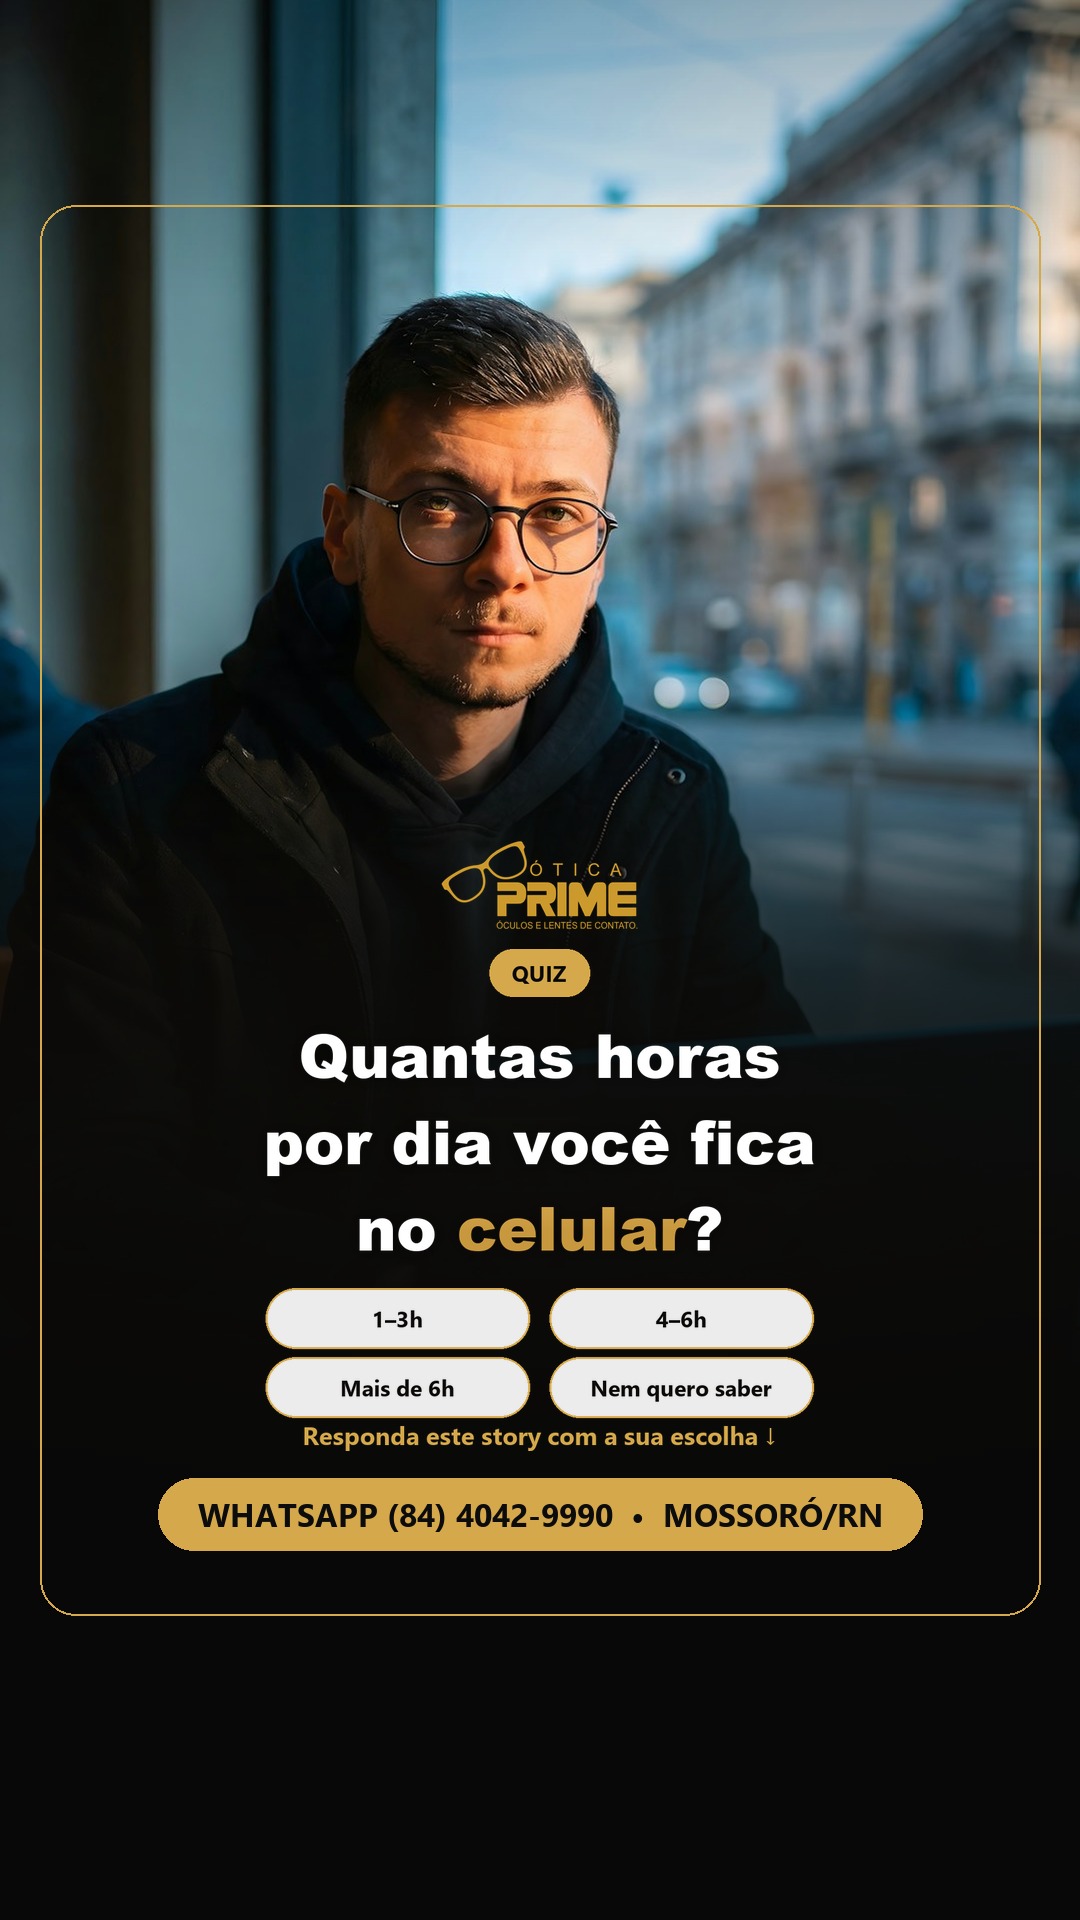 ÓTICA
PRIME
ÓCULOS E LENTES DE CONTATO.
QUIZ
Quantas horas
por dia você fica
no celular?
1–3h
4–6h
Mais de 6h
Nem quero saber
Responda este story com a sua escolha ↓
WHATSAPP (84) 4042-9990 • MOSSORÓ/RN